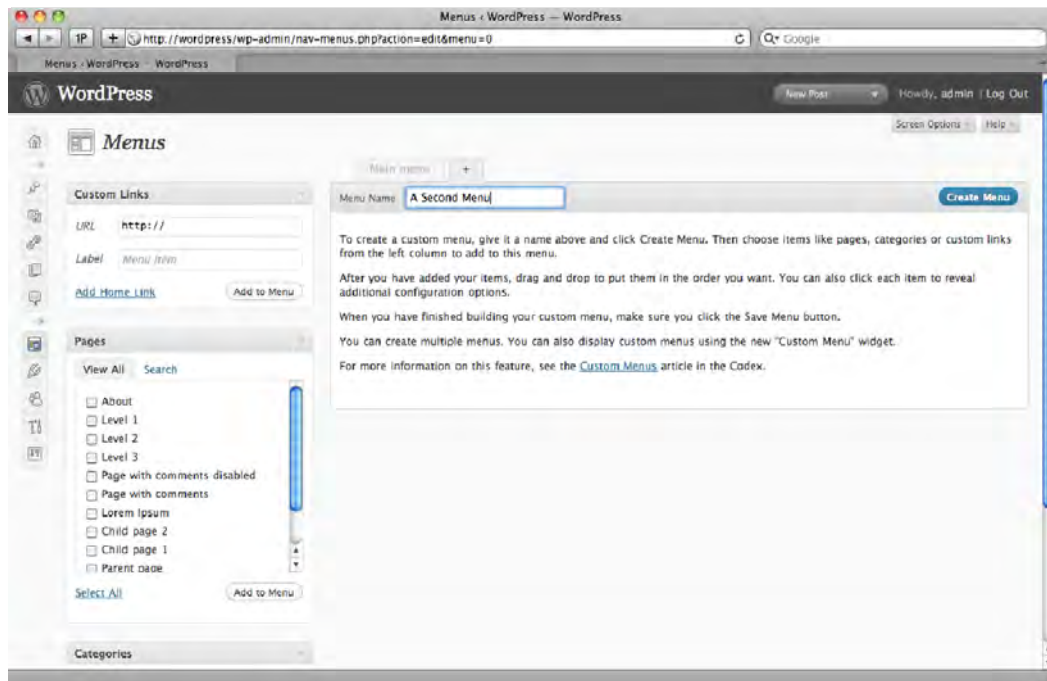 Menus ‹ WordPress — WordPress
1P + http://wordpress/wp-admin/nav-menus.php?action=edit&menu=0 Google
Menus ‹ WordPress — WordPress
WordPress New Post Howdy, admin | Log Out
Screen Options Help
Menus
Main menu +
Custom Links
Menu Name A Second Menu Create Menu
URL http://
Label Menu Item
Add Home Link Add to Menu
To create a custom menu, give it a name above and click Create Menu. Then choose items like pages, categories or custom links
from the left column to add to this menu.
After you have added your items, drag and drop to put them in the order you want. You can also click each item to reveal
additional configuration options.
When you have finished building your custom menu, make sure you click the Save Menu button.
You can create multiple menus. You can also display custom menus using the new "Custom Menu" widget.
For more information on this feature, see the Custom Menus article in the Codex.
Pages
View All Search
About
Level 1
Level 2
Level 3
Page with comments disabled
Page with comments
Lorem Ipsum
Child page 2
Child page 1
Parent page
Select All Add to Menu
Categories